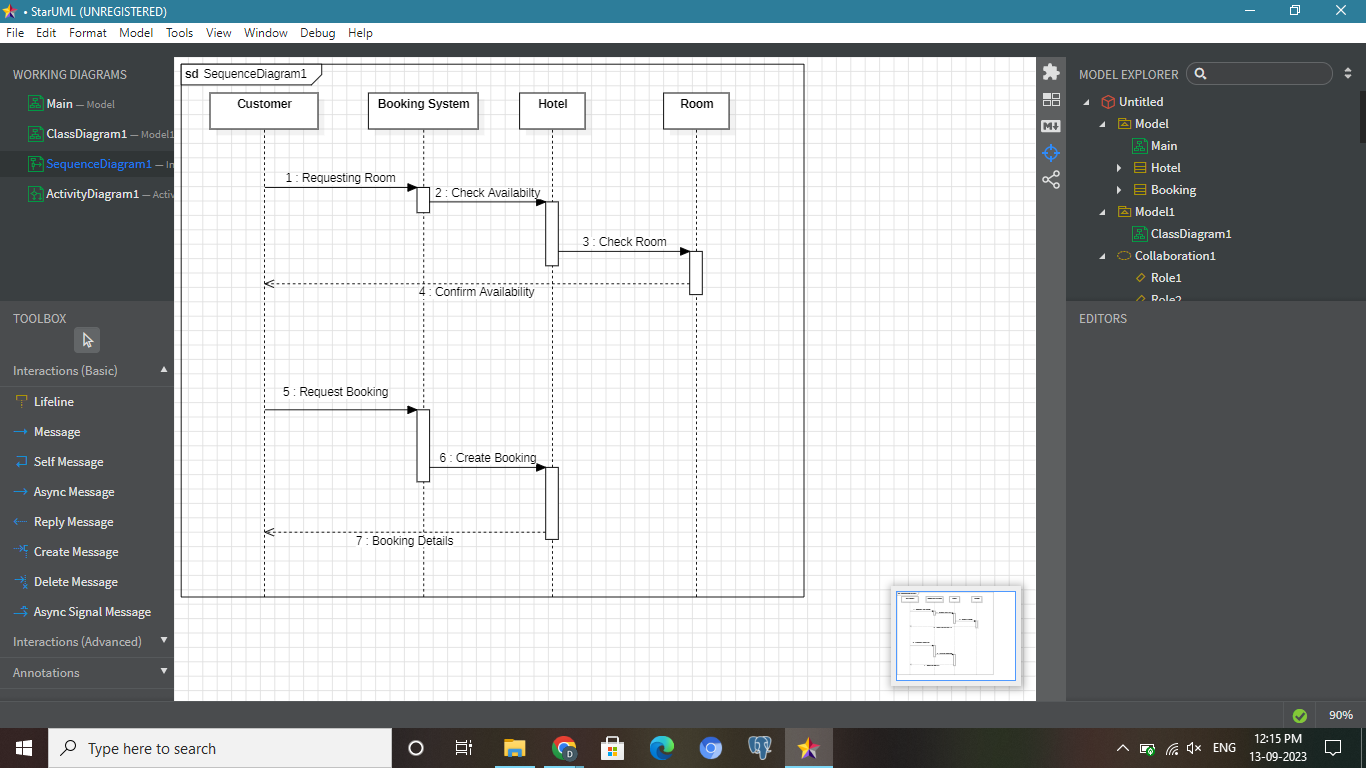 • StarUML (UNREGISTERED)
File Edit Format Model Tools View Window Debug Help
WORKING DIAGRAMS
Main — Model
ClassDiagram1 — Model1
SequenceDiagram1 — In
ActivityDiagram1 — Activ
TOOLBOX
Interactions (Basic)
Lifeline
Message
Self Message
Async Message
Reply Message
Create Message
Delete Message
Async Signal Message
Interactions (Advanced)
Annotations
sd SequenceDiagram1
Customer
Booking System
Hotel
Room
1 : Requesting Room
2 : Check Availabilty
3 : Check Room
4 : Confirm Availability
5 : Request Booking
6 : Create Booking
7 : Booking Details
MODEL EXPLORER
Untitled
Model
Main
Hotel
Booking
Model1
ClassDiagram1
Collaboration1
Role1
Role2
EDITORS
90%
Type here to search
D
ENG
12:15 PM
13-09-2023